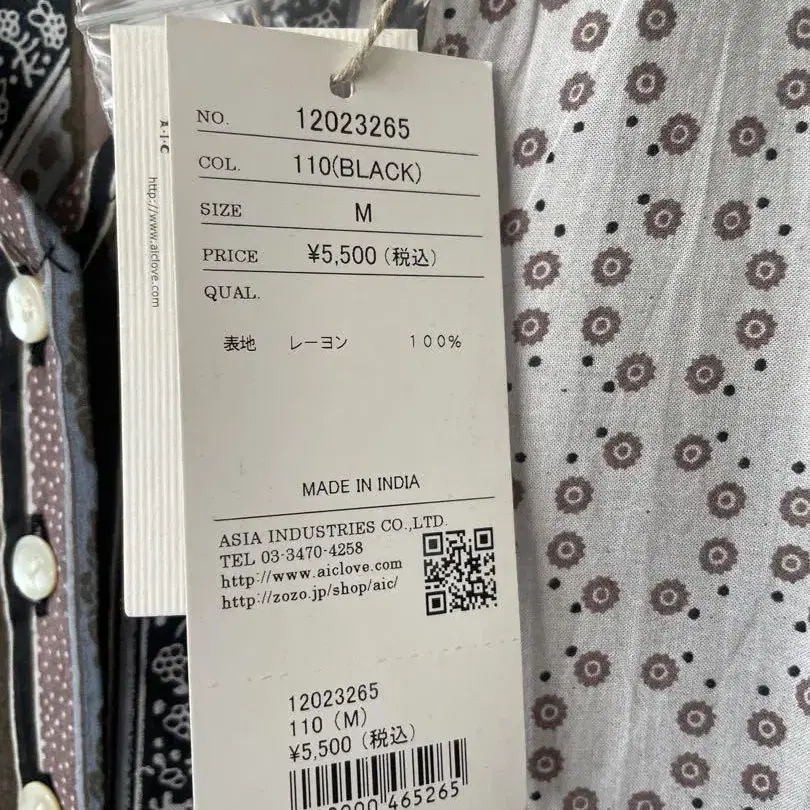 A・I・C
http://www.aiclove.com
NO. 12023265
COL. 110(BLACK)
SIZE M
PRICE ¥5,500（税込）
QUAL.
表地 レーヨン 100%
MADE IN INDIA
ASIA INDUSTRIES CO.,LTD.
TEL 03-3470-4258
http://www.aiclove.com
http://zozo.jp/shop/aic/
12023265
110（M）
¥5,500（税込）
465265